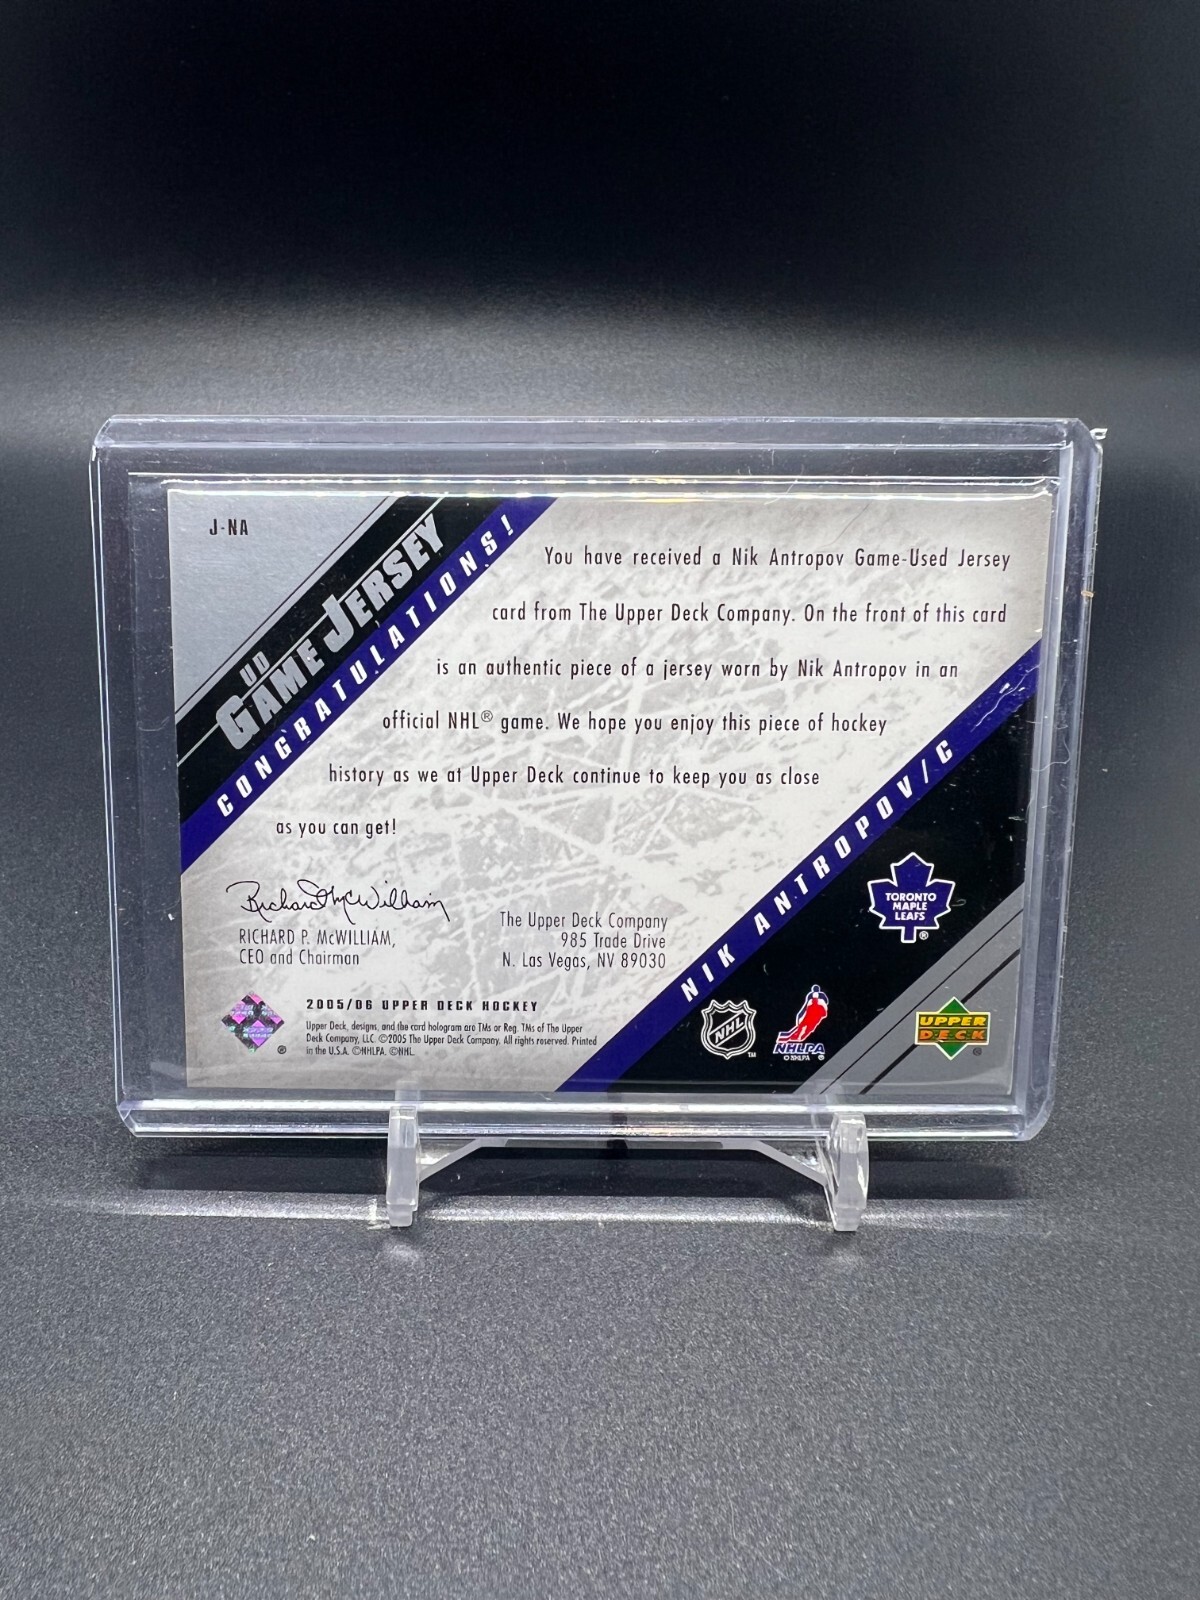 J-NA
UD
GAME JERSEY
CONGRATULATIONS!
You have received a Nik Antropov Game-Used Jersey
card from The Upper Deck Company. On the front of this card
is an authentic piece of a jersey worn by Nik Antropov in an
official NHL® game. We hope you enjoy this piece of hockey
history as we at Upper Deck continue to keep you as close
as you can get!
Richard McWilliam
RICHARD P. McWILLIAM,
CEO and Chairman
The Upper Deck Company
985 Trade Drive
N. Las Vegas, NV 89030
NIK ANTROPOV/C
TORONTO
MAPLE
LEAFS
®
2005/06 UPPER DECK HOCKEY
Upper Deck, designs, and the card hologram are TMs or Reg. TMs of The Upper
Deck Company, LLC. ©2005 The Upper Deck Company. All rights reserved. Printed
in the U.S.A. ©NHLPA. ©NHL.
®
NHL
TM
NHLPA
© NHLPA ®
UPPER
DECK
®